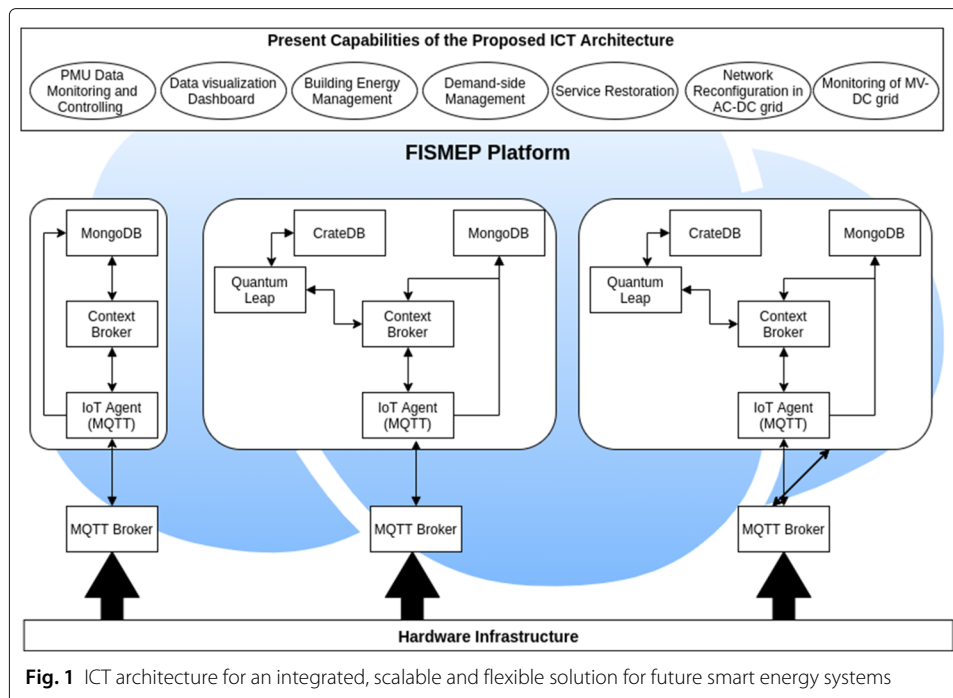 Present Capabilities of the Proposed ICT Architecture
PMU Data
Monitoring and
Controlling
Data visualization
Dashboard
Building Energy
Management
Demand-side
Management
Service Restoration
Network
Reconfiguration in
AC-DC grid
Monitoring of MV-
DC grid
FISMEP Platform
MongoDB
Context
Broker
IoT Agent
(MQTT)
CrateDB
MongoDB
Quantum
Leap
Context
Broker
IoT Agent
(MQTT)
CrateDB
MongoDB
Quantum
Leap
Context
Broker
IoT Agent
(MQTT)
MQTT Broker
MQTT Broker
MQTT Broker
Hardware Infrastructure
Fig. 1 ICT architecture for an integrated, scalable and flexible solution for future smart energy systems